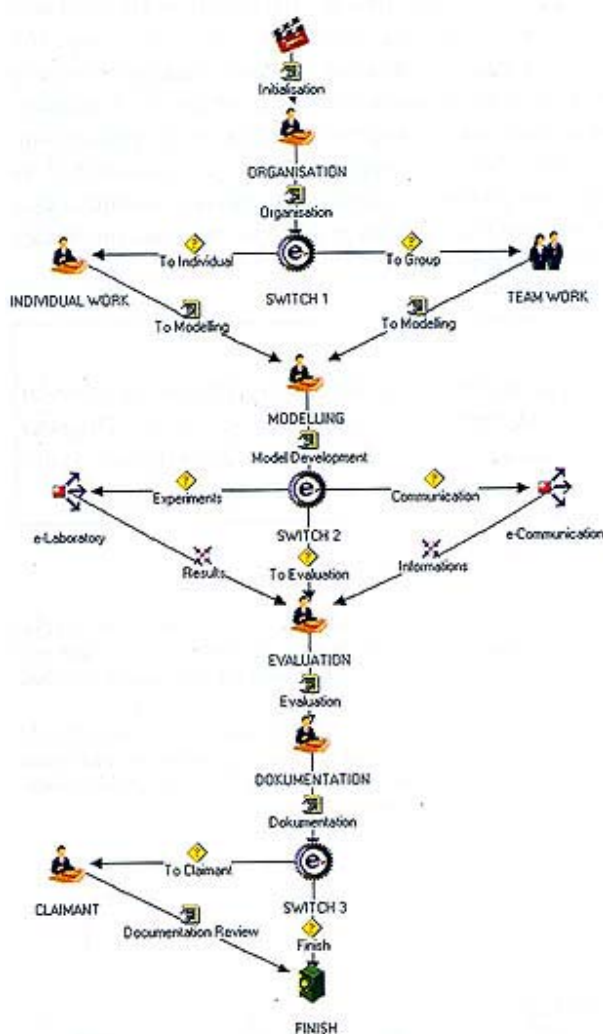 Initialisation
ORGANISATION
Organisation
To Individual
To Group
INDIVIDUAL WORK
SWITCH 1
TEAM WORK
To Modelling
To Modelling
MODELLING
Model Development
Experiments
Communication
e-Laboratory
SWITCH 2
e-Communication
Results
To Evaluation
Informations
EVALUATION
Evaluation
DOKUMENTATION
Dokumentation
To Claimant
CLAIMANT
SWITCH 3
Documentation Review
Finish
FINISH